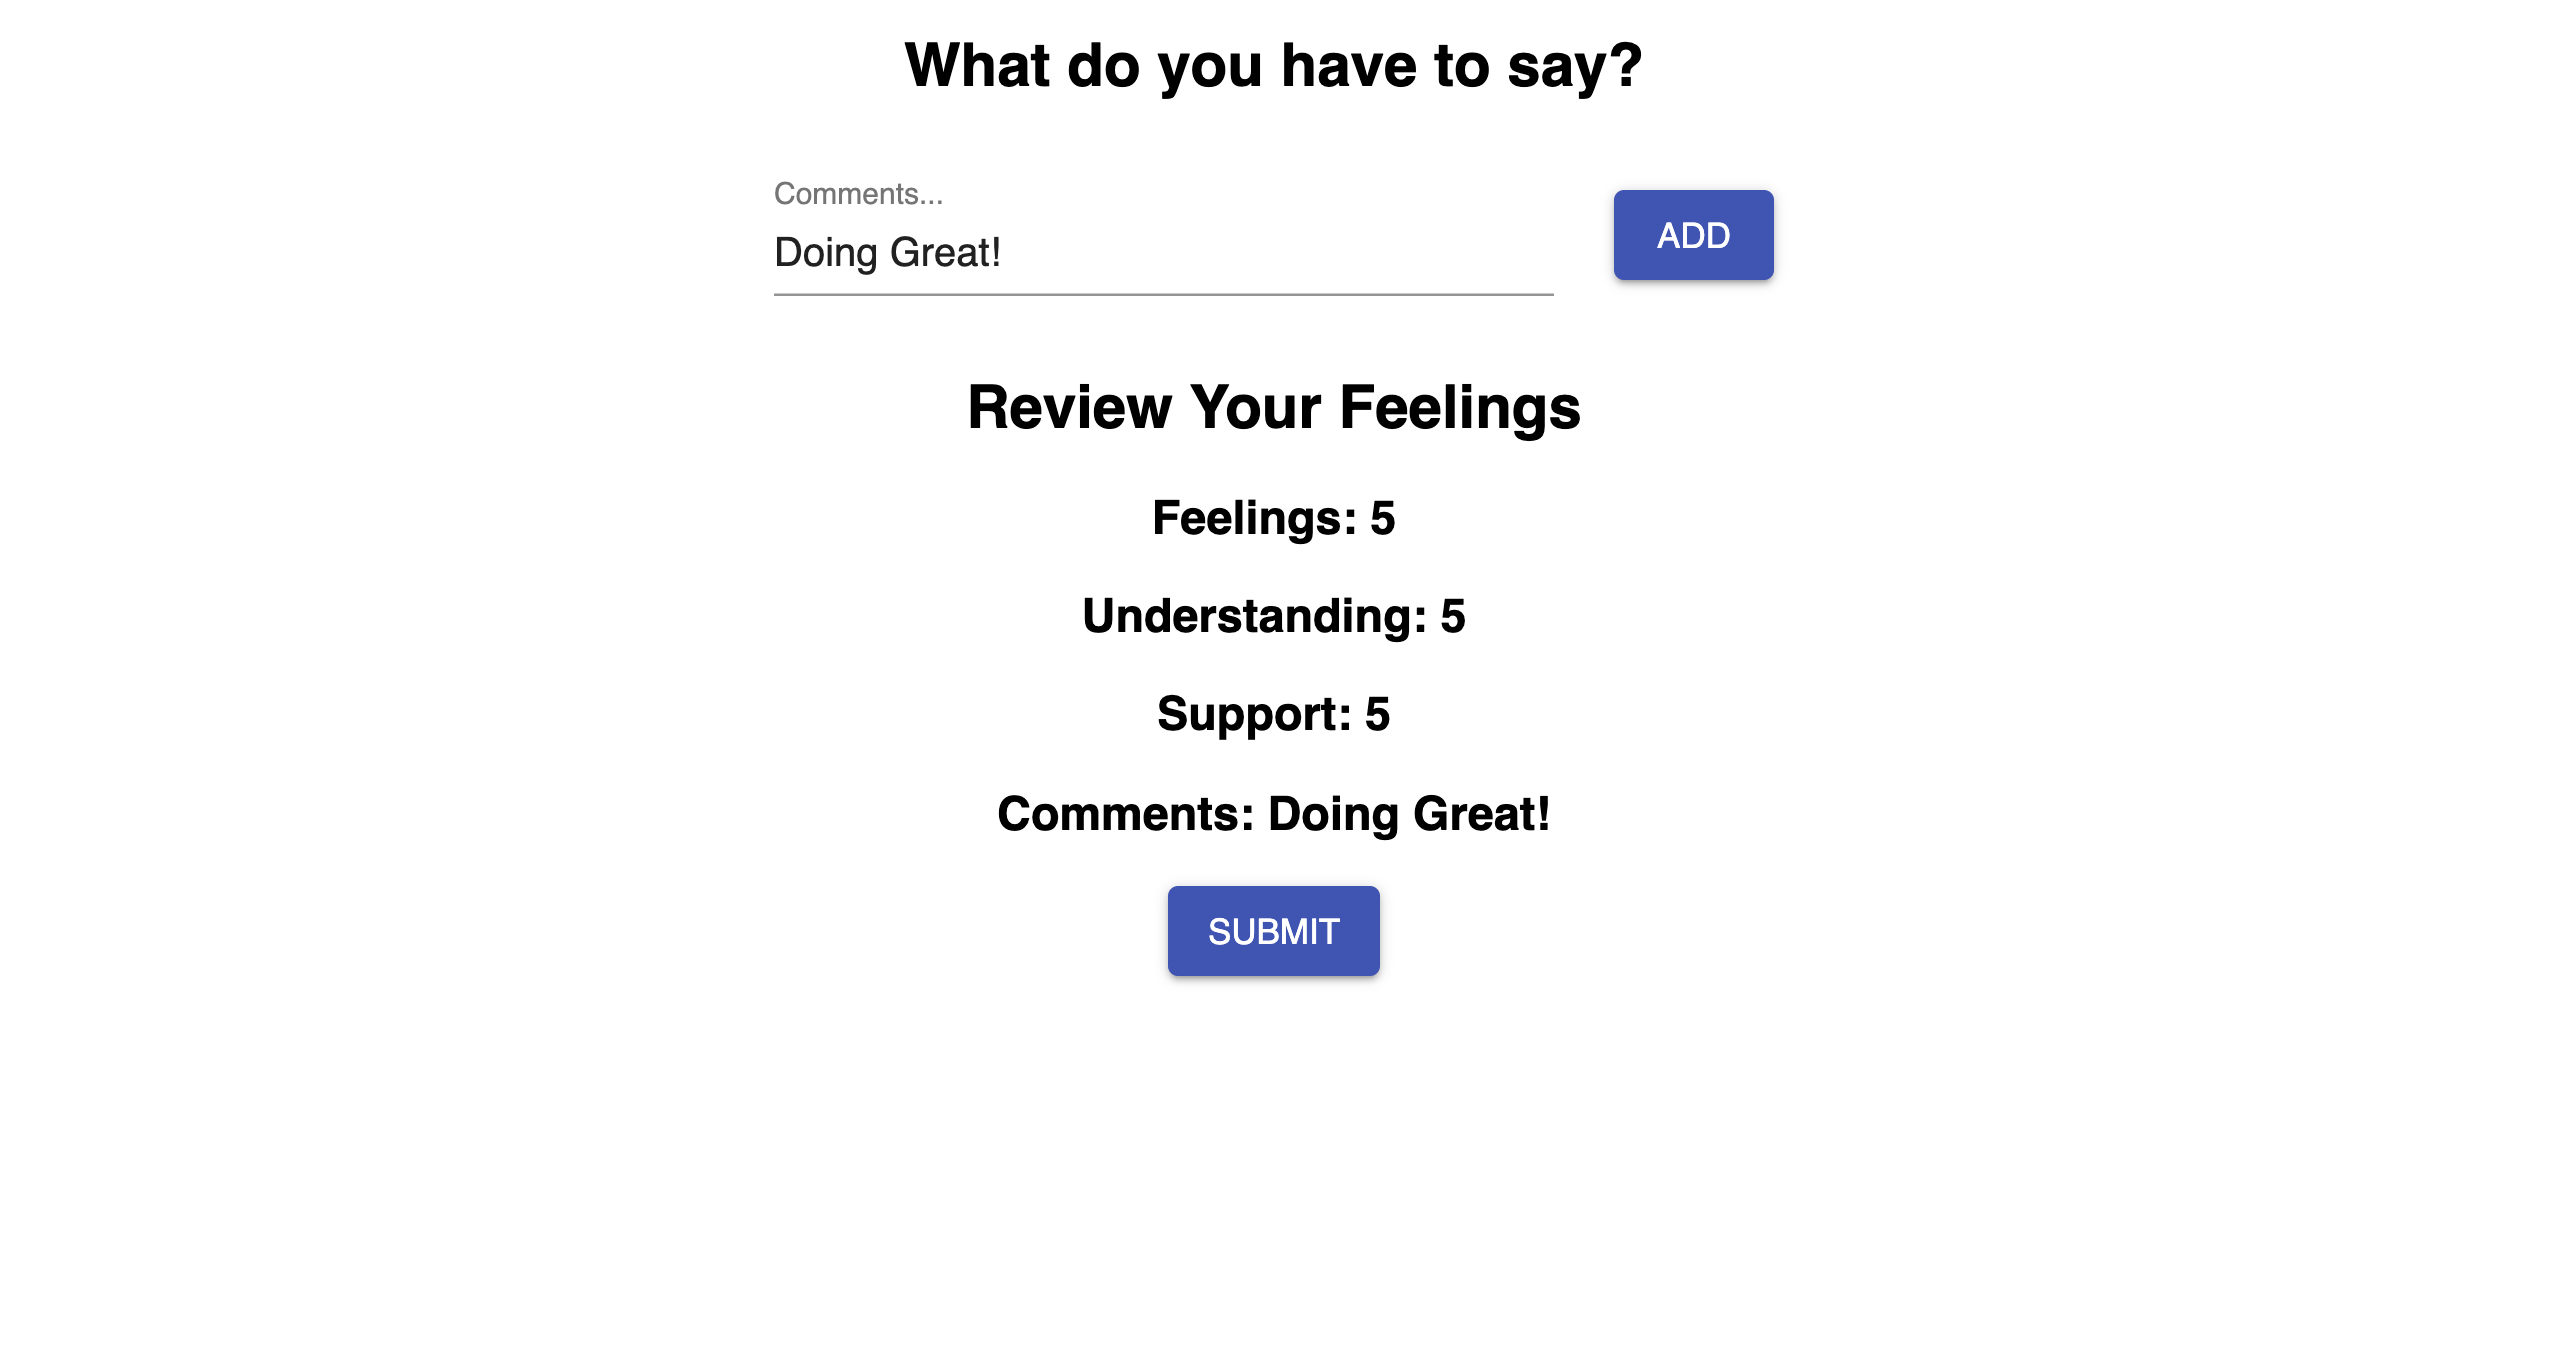 What do you have to say?
Comments...
Doing Great!
ADD
Review Your Feelings
Feelings: 5
Understanding: 5
Support: 5
Comments: Doing Great!
SUBMIT